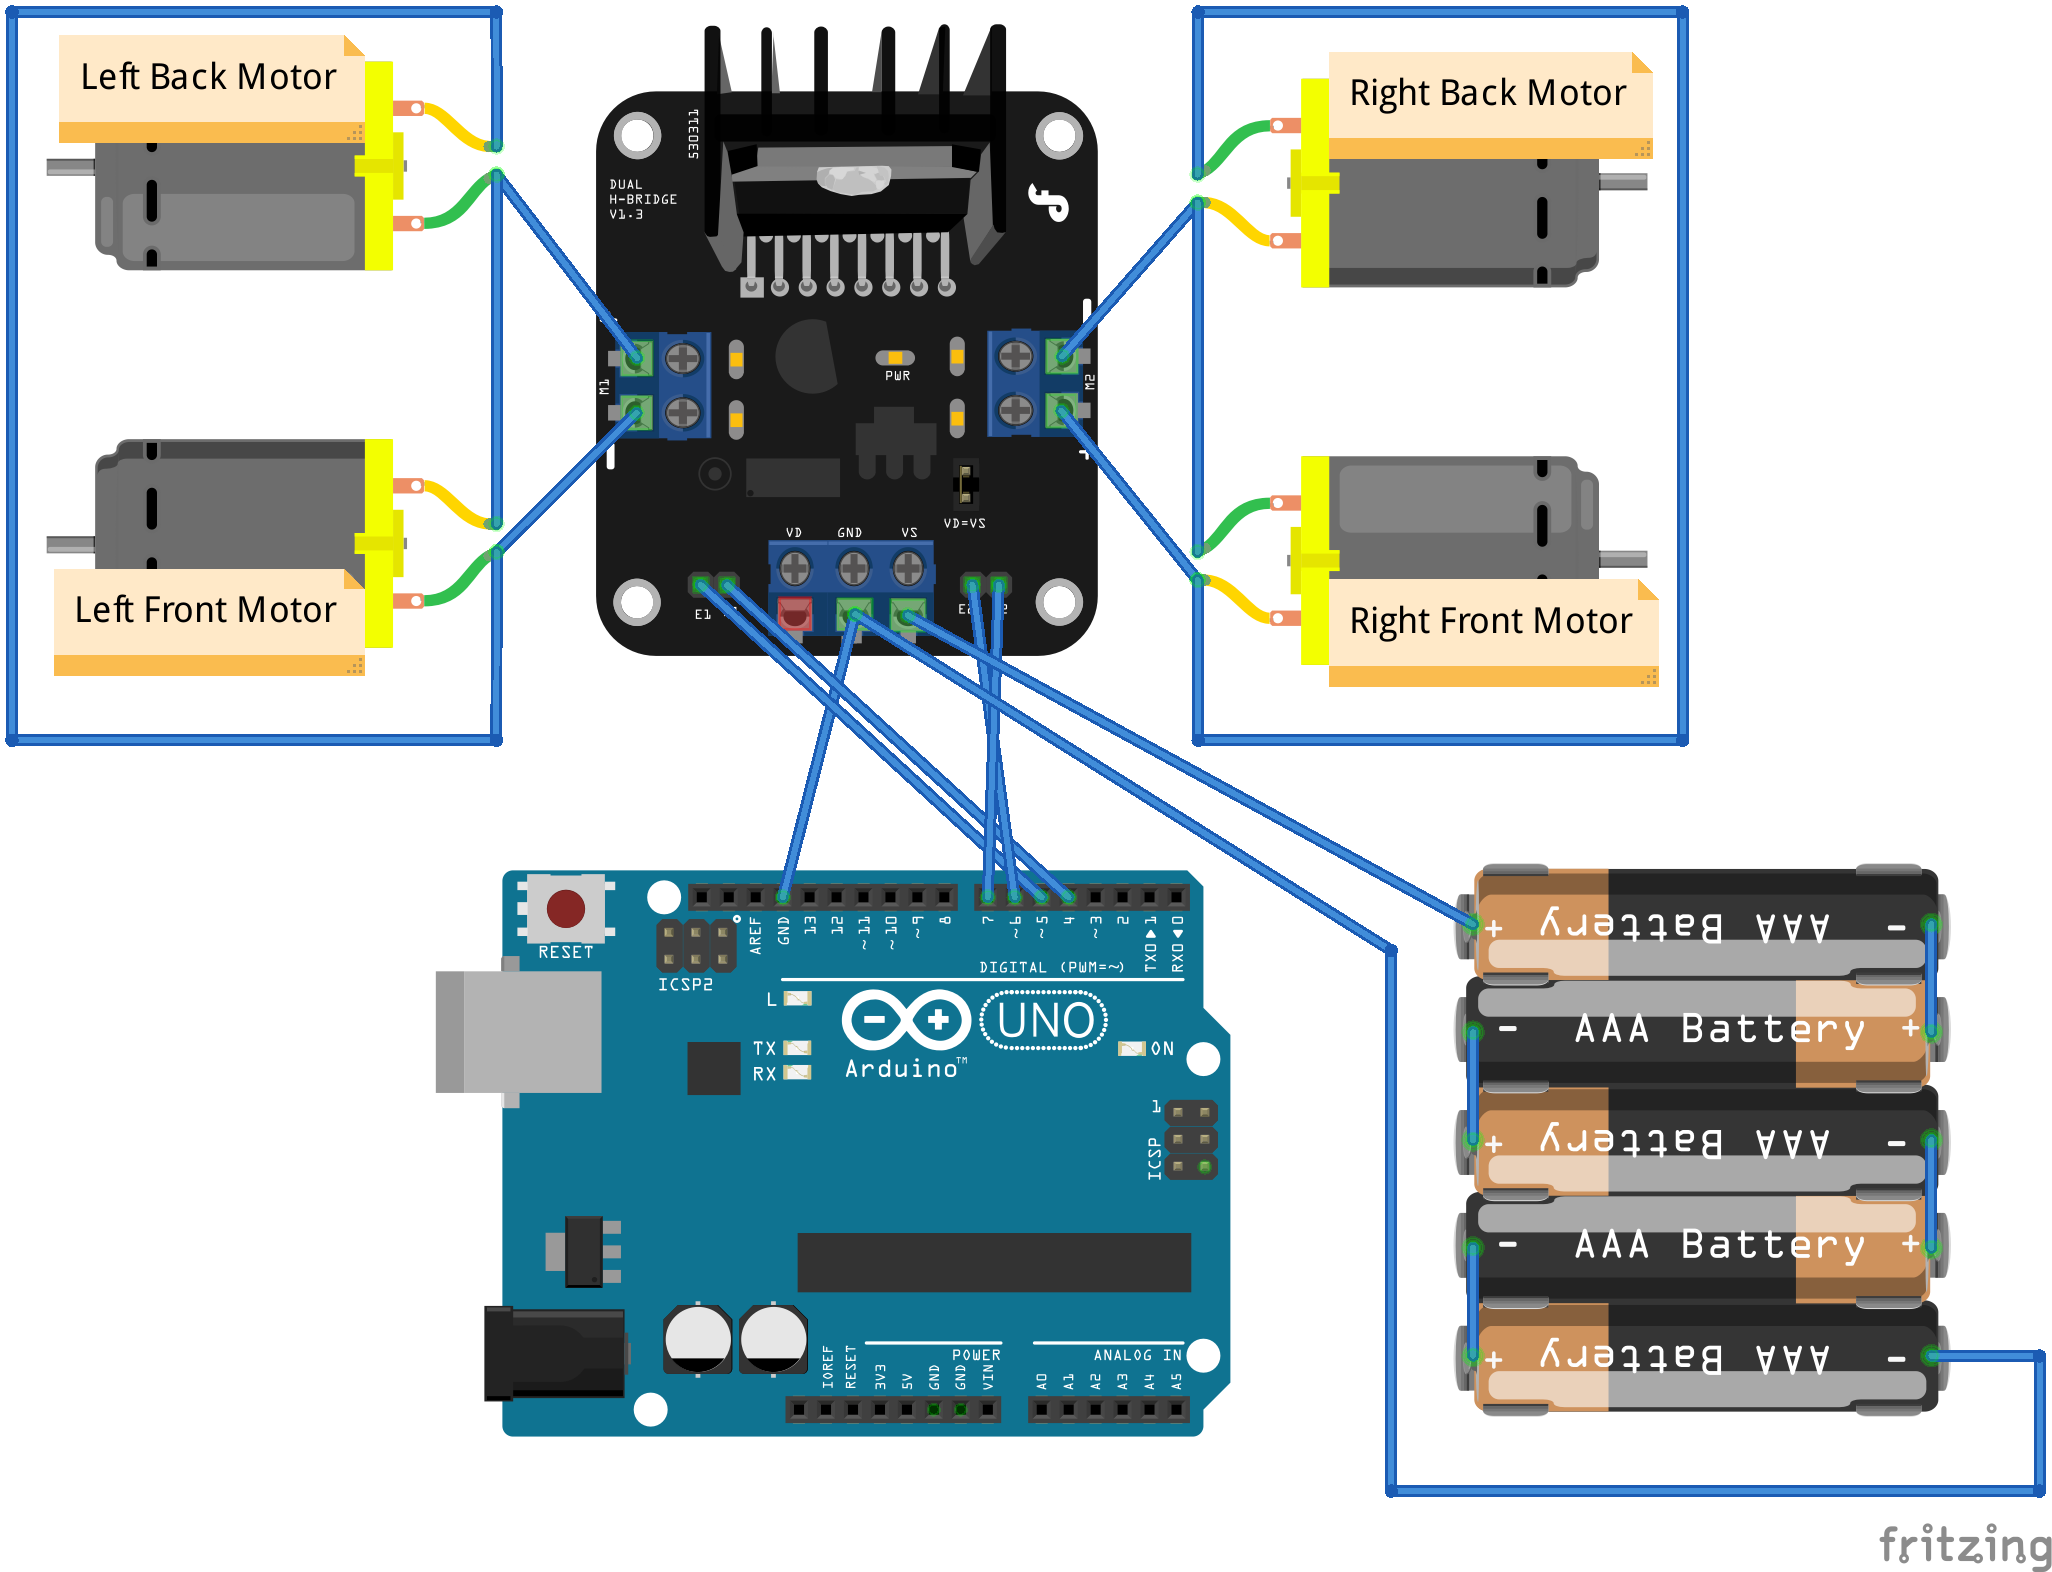 Left Back Motor
Right Back Motor
530311
DUAL
H-BRIDGE
V1.3
M1
PWR
M2
+
VD=VS
VD GND VS
E1
Left Front Motor
Right Front Motor
RESET
AREF
GND
13
12
~11
~10
~9
8
7
~6
~5
4
~3
2
TX0▶1
RX0◀0
DIGITAL (PWM=~)
ICSP2
L
TX
RX
- +
UNO
Arduino™
ON
1
ICSP
+ AAA Battery -
- AAA Battery +
+ AAA Battery -
- AAA Battery +
+ AAA Battery -
IOREF
RESET
3V3
5V
GND
GND
VIN
POWER
ANALOG IN
A0
A1
A2
A3
A4
A5
fritzing